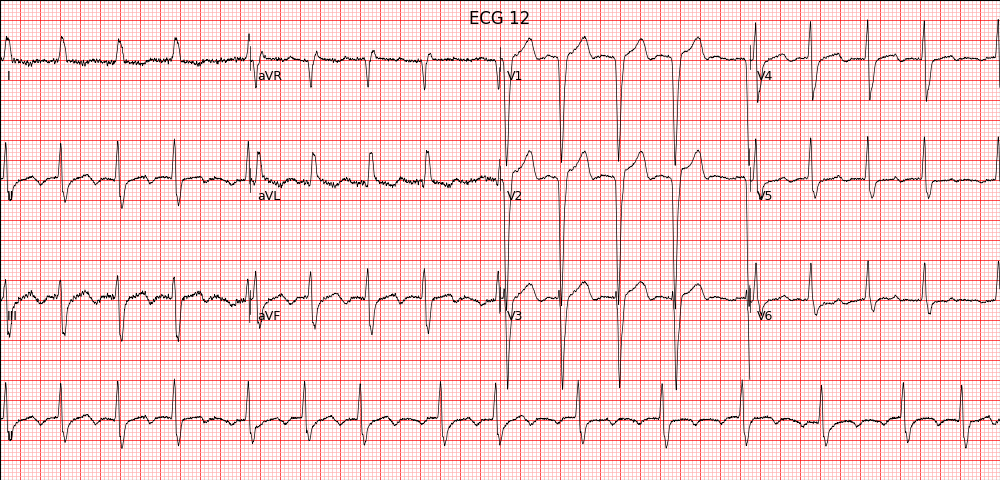 ECG 12
I aVR V1 V4
II aVL V2 V5
III aVF V3 V6
II